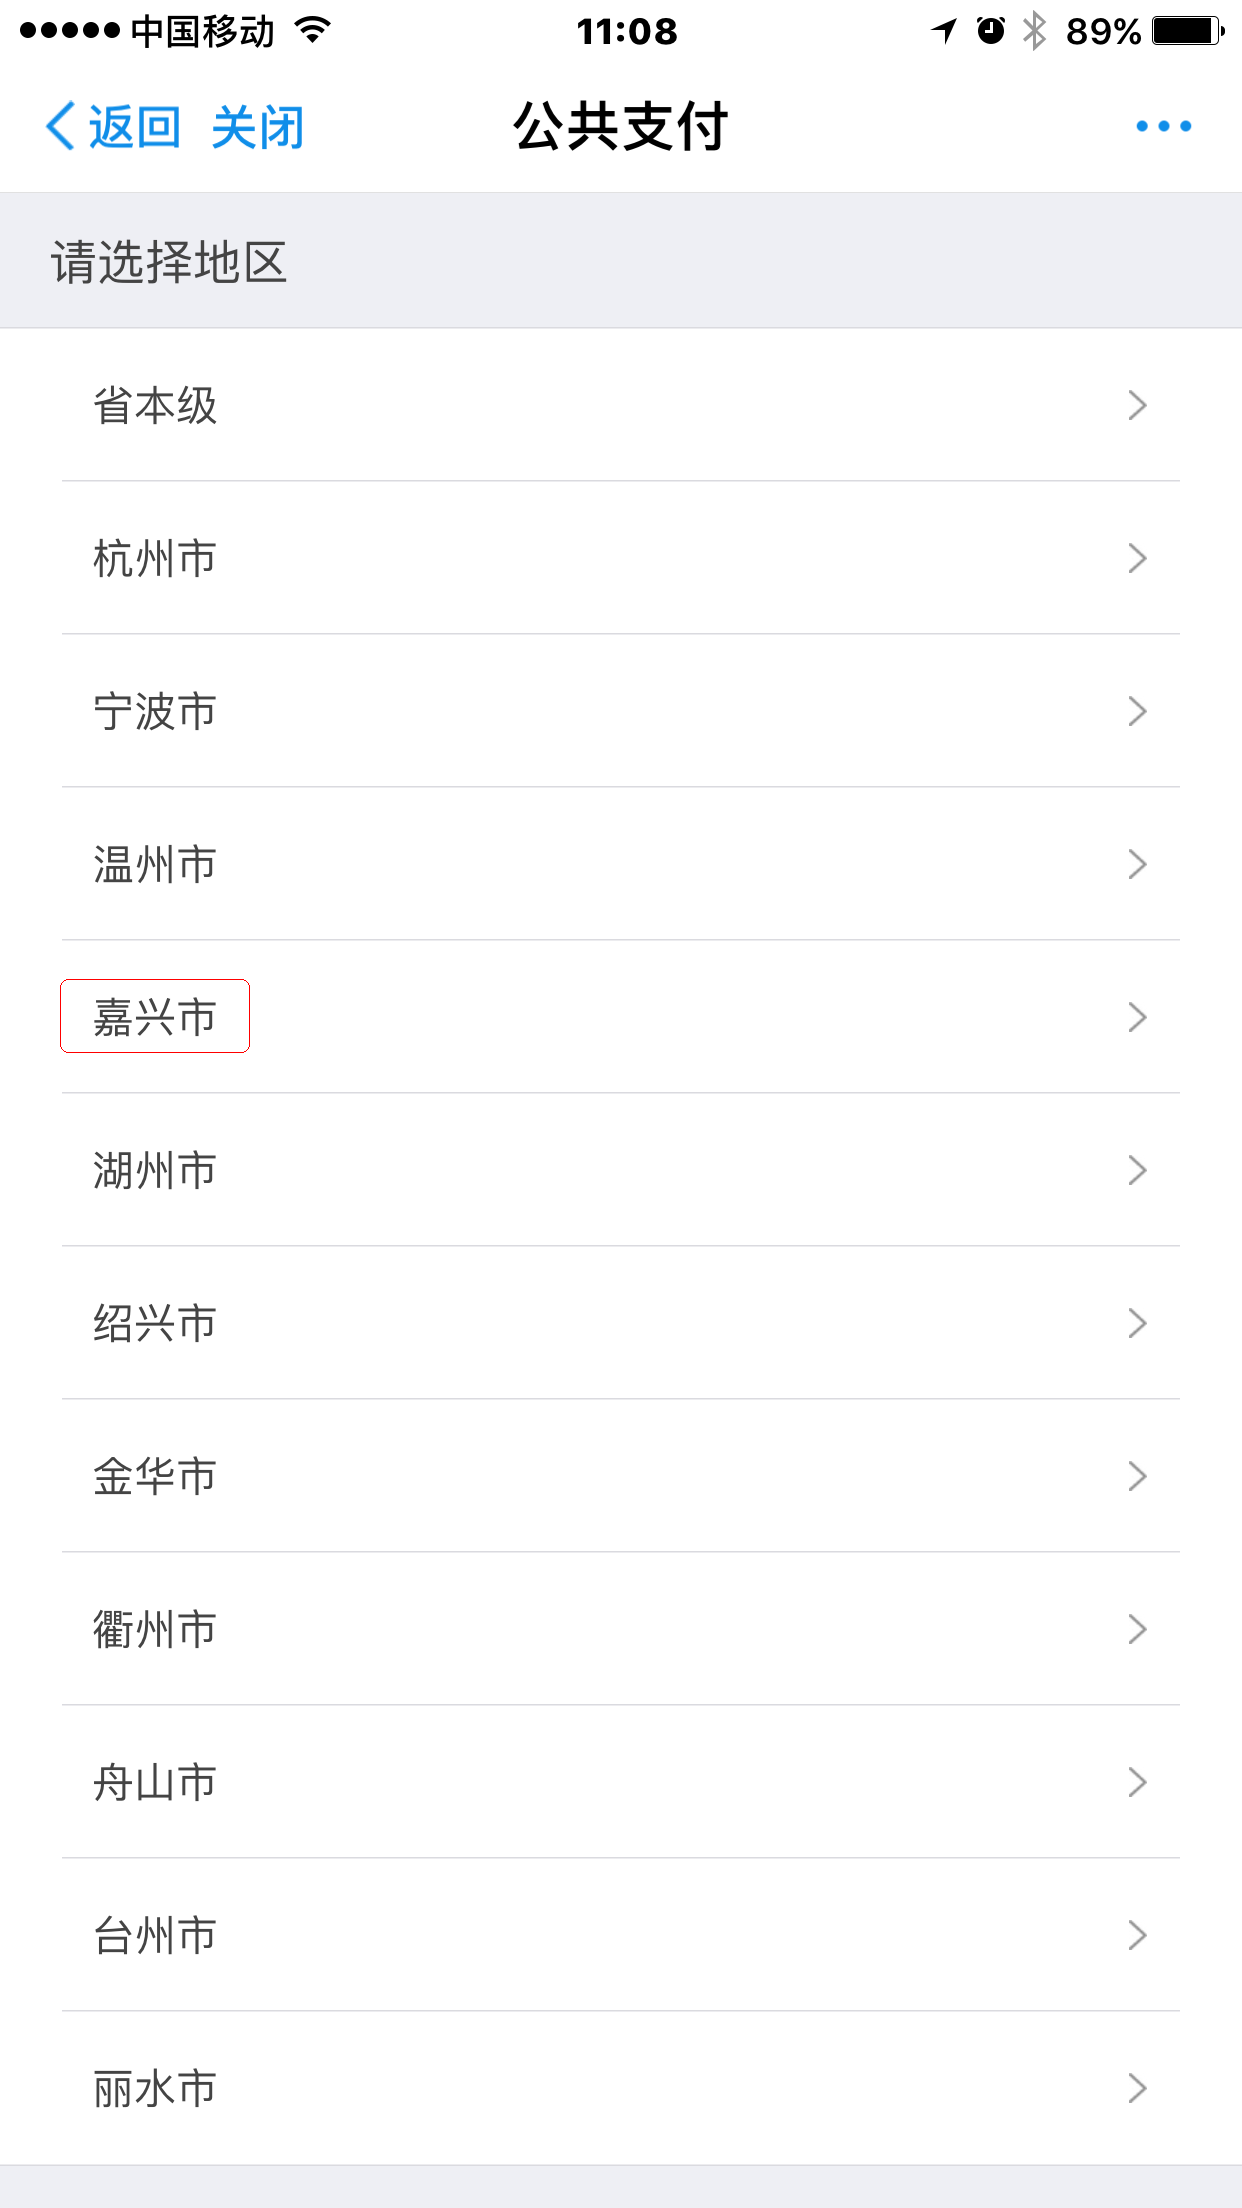 中国移动 11:08 89%
返回 关闭 公共支付
请选择地区
省本级
杭州市
宁波市
温州市
嘉兴市
湖州市
绍兴市
金华市
衢州市
舟山市
台州市
丽水市